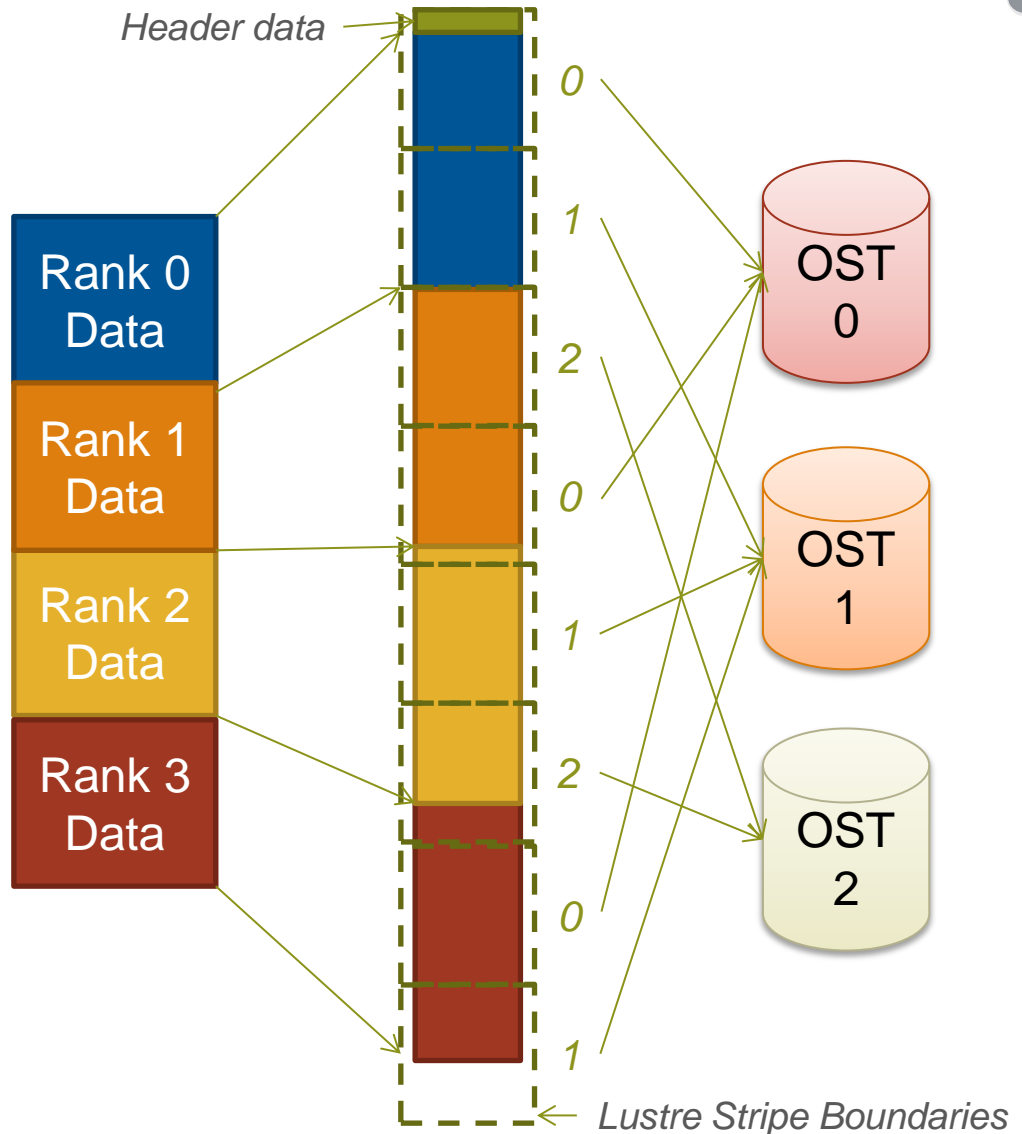 Header data
Rank 0
Data
Rank 1
Data
Rank 2
Data
Rank 3
Data
0
1
2
0
1
2
0
1
OST
0
OST
1
OST
2
Lustre Stripe Boundaries